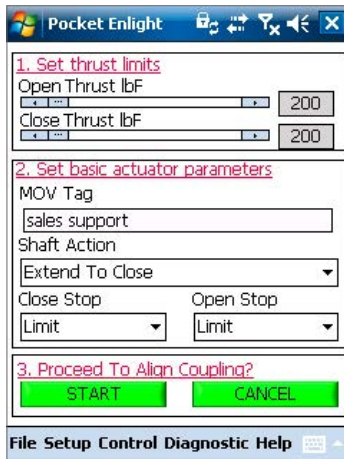 Pocket Enlight
1. Set thrust limits
Open Thrust lbF
200
Close Thrust lbF
200
2. Set basic actuator parameters
MOV Tag
sales support
Shaft Action
Extend To Close
Close Stop Open Stop
Limit Limit
3. Proceed To Align Coupling?
START CANCEL
File Setup Control Diagnostic Help